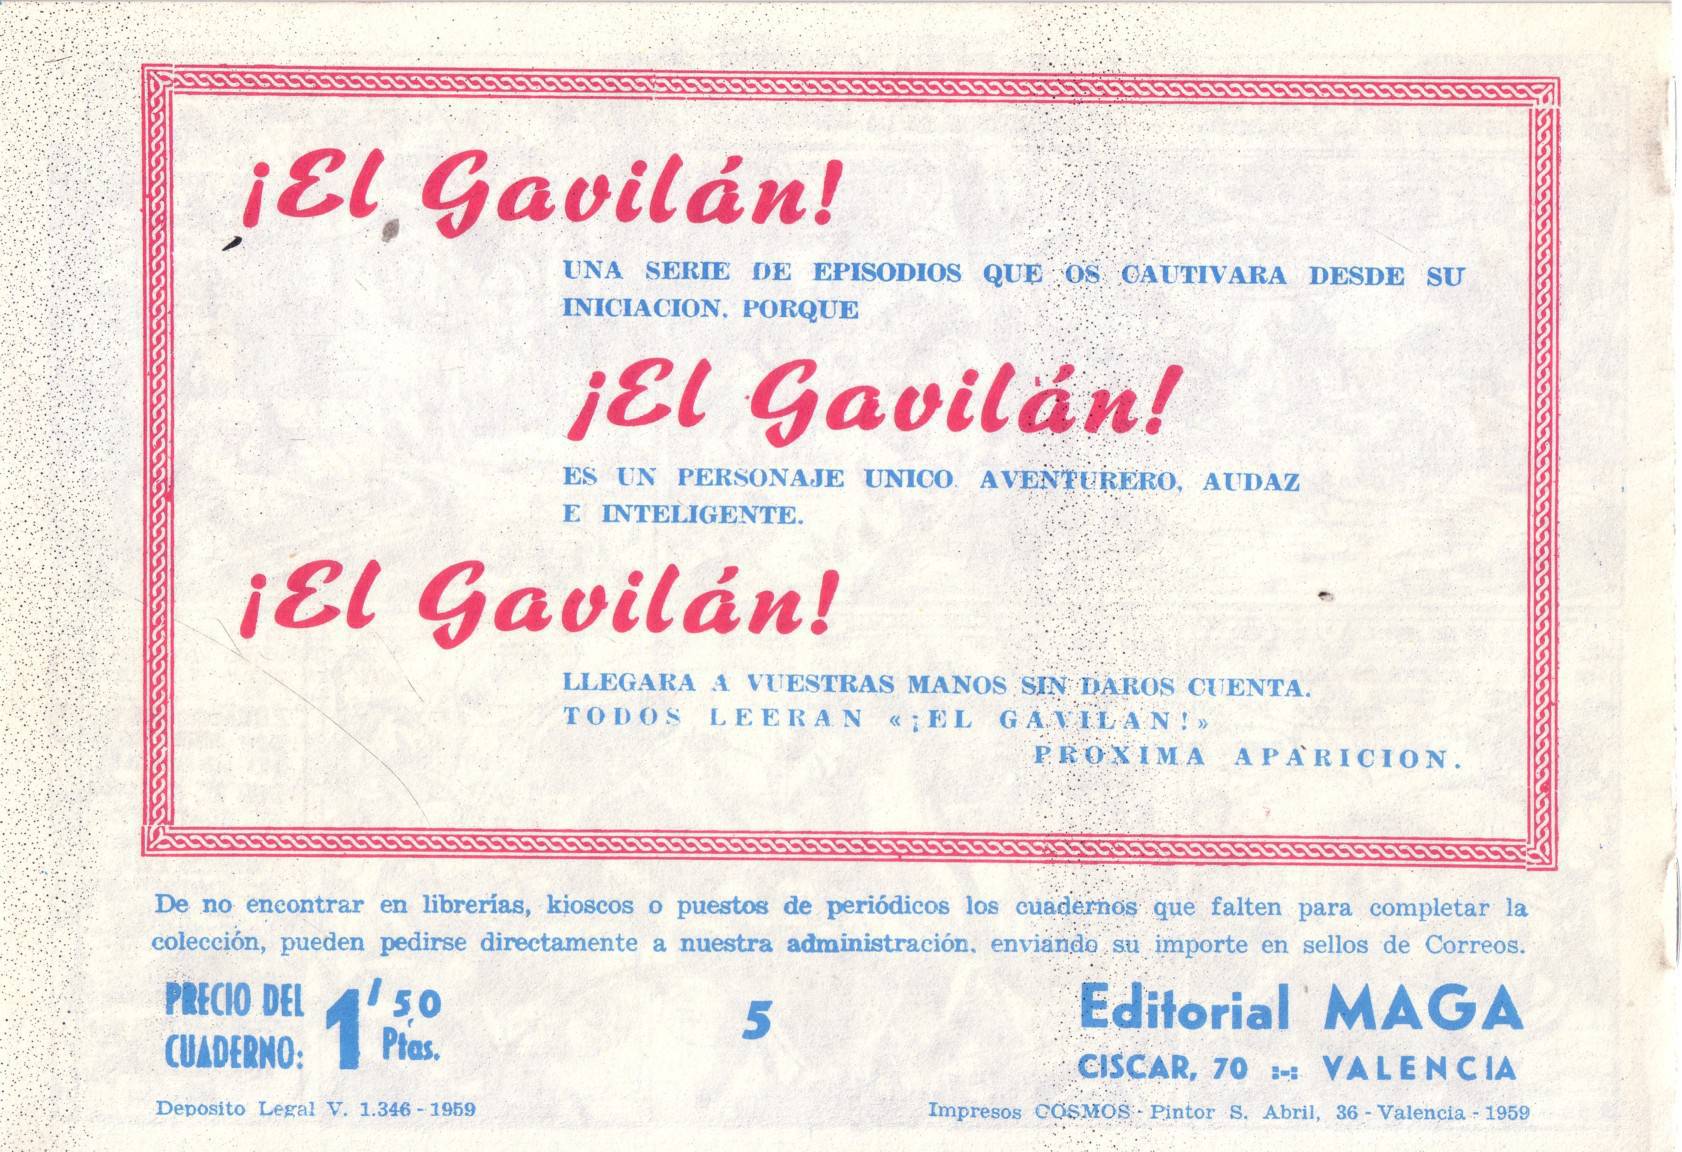 ¡El Gavilán!
UNA SERIE DE EPISODIOS QUE OS CAUTIVARA DESDE SU
INICIACION. PORQUE
¡El Gavilán!
ES UN PERSONAJE UNICO. AVENTURERO, AUDAZ
E INTELIGENTE.
¡El Gavilán!
LLEGARA A VUESTRAS MANOS SIN DAROS CUENTA.
TODOS LEERAN «¡EL GAVILAN!»
PROXIMA APARICION.
De no encontrar en librerías, kioscos o puestos de periódicos los cuadernos que falten para completar la
colección, pueden pedirse directamente a nuestra administración, enviando su importe en sellos de Correos.
PRECIO DEL CUADERNO: 1'50 Ptas.
5
Editorial MAGA
CISCAR, 70 :-: VALENCIA
Deposito Legal V. 1.346 - 1959
Impresos COSMOS - Pintor S. Abril, 36 - Valencia - 1959